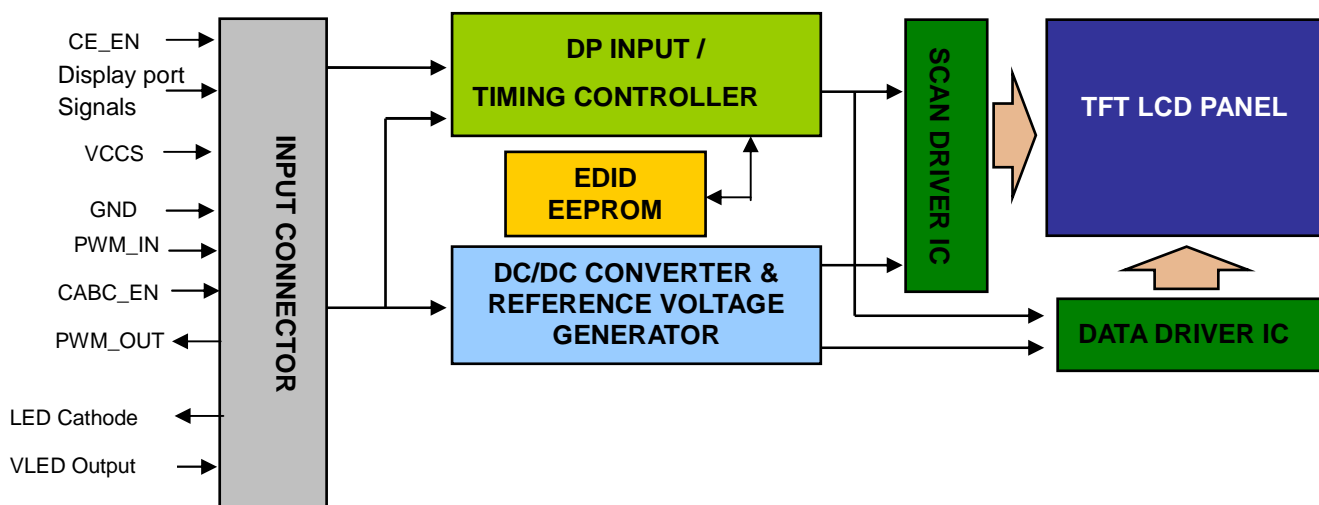 CE_EN
Display port
Signals
VCCS
GND
PWM_IN
CABC_EN
PWM_OUT
LED Cathode
VLED Output
INPUT CONNECTOR
DP INPUT /
TIMING CONTROLLER
EDID
EEPROM
DC/DC CONVERTER &
REFERENCE VOLTAGE
GENERATOR
SCAN DRIVER IC
TFT LCD PANEL
DATA DRIVER IC